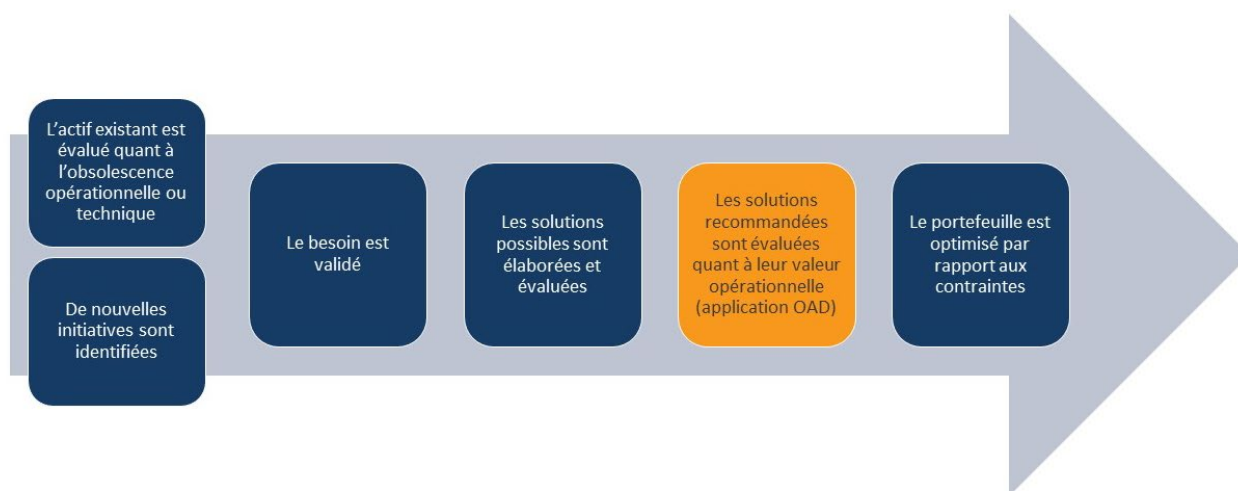 L’actif existant est
évalué quant à
l’obsolescence
opérationnelle ou
technique
De nouvelles
initiatives sont
identifiées
Le besoin est
validé
Les solutions
possibles sont
élaborées et
évaluées
Les solutions
recommandées
sont évaluées
quant à leur valeur
opérationnelle
(application OAD)
Le portefeuille est
optimisé par
rapport aux
contraintes